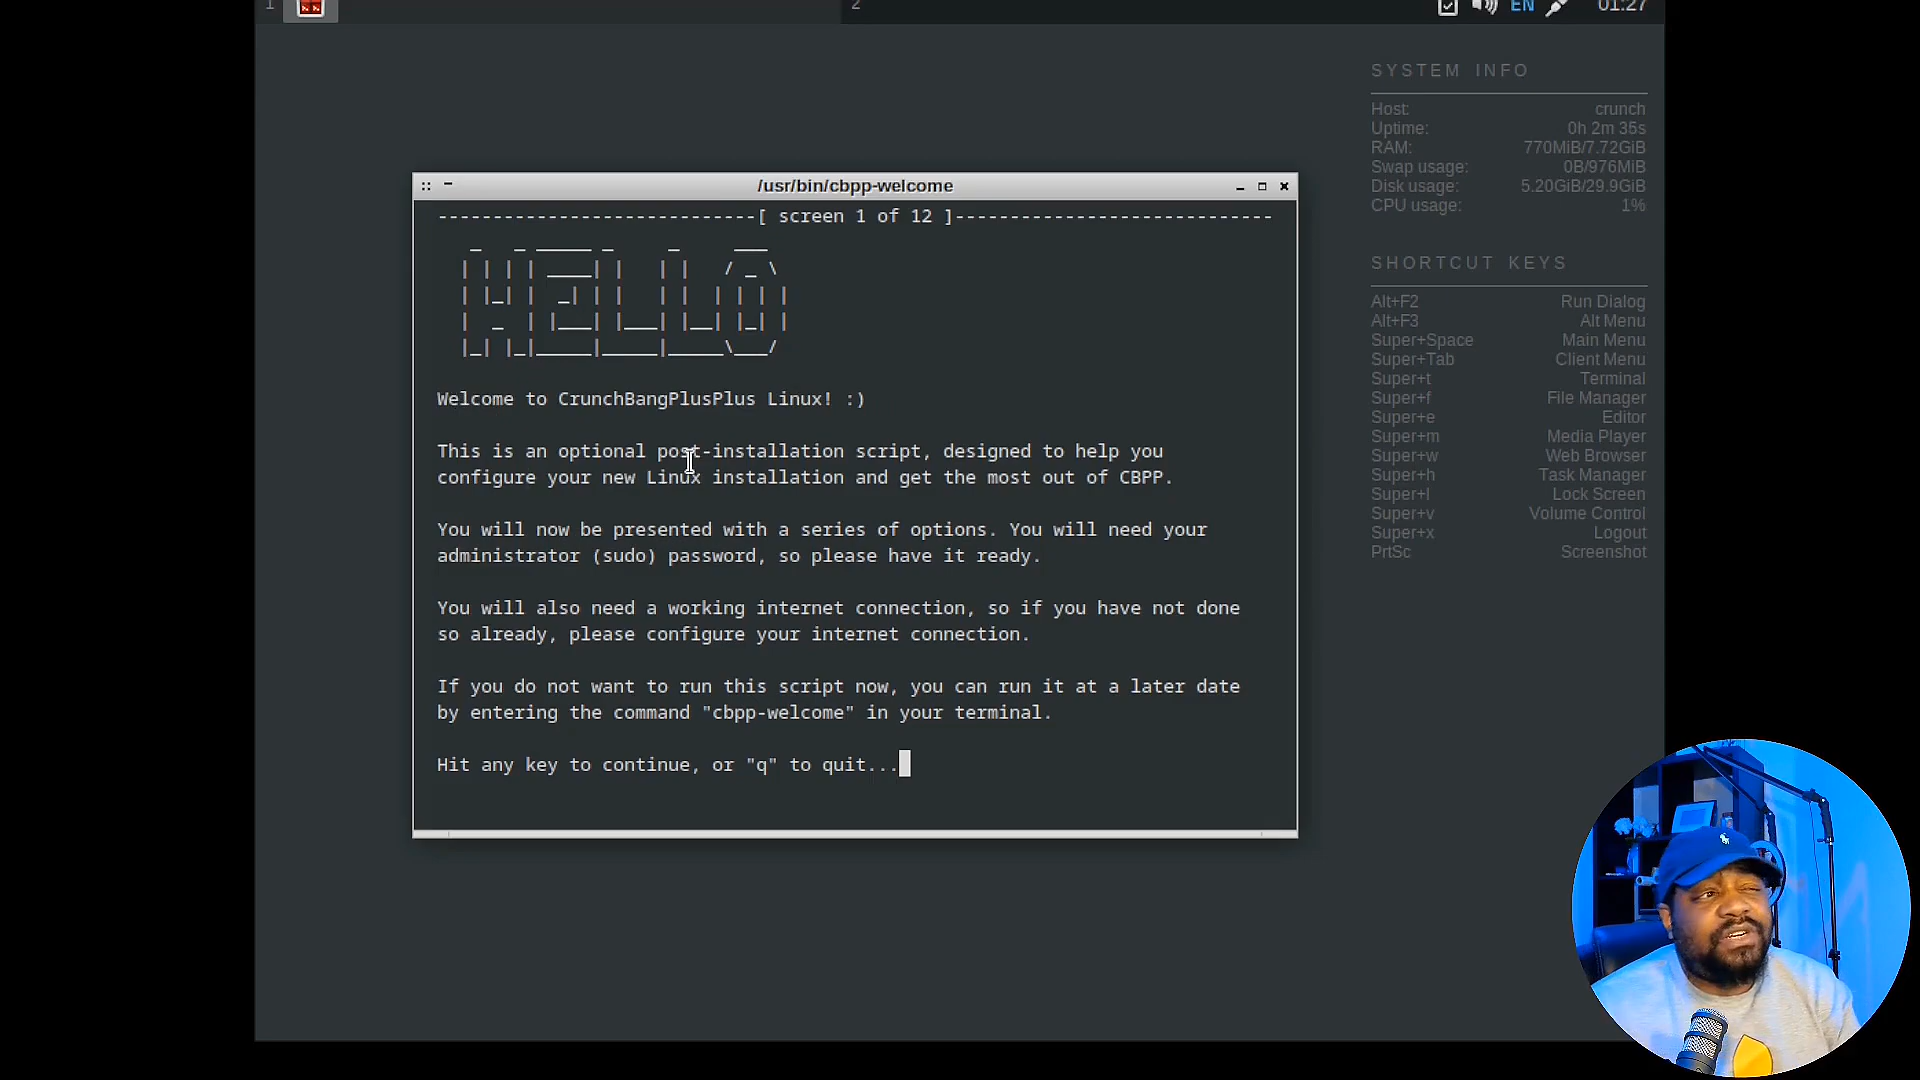 1
2
EN
01:27
SYSTEM INFO
Host: crunch
Uptime: 0h 2m 35s
RAM: 770MiB/7.72GiB
Swap usage: 0B/976MiB
Disk usage: 5.20GiB/29.9GiB
CPU usage: 1%
SHORTCUT KEYS
Alt+F2 Run Dialog
Alt+F3 Alt Menu
Super+Space Main Menu
Super+Tab Client Menu
Super+t Terminal
Super+f File Manager
Super+e Editor
Super+m Media Player
Super+w Web Browser
Super+h Task Manager
Super+l Lock Screen
Super+v Volume Control
Super+x Logout
PrtSc Screenshot
/usr/bin/cbpp-welcome
-----------------------------[ screen 1 of 12 ]-----------------------------
HELLO
Welcome to CrunchBangPlusPlus Linux! :)
This is an optional post-installation script, designed to help you
configure your new Linux installation and get the most out of CBPP.
You will now be presented with a series of options. You will need your
administrator (sudo) password, so please have it ready.
You will also need a working internet connection, so if you have not done
so already, please configure your internet connection.
If you do not want to run this script now, you can run it at a later date
by entering the command "cbpp-welcome" in your terminal.
Hit any key to continue, or "q" to quit...